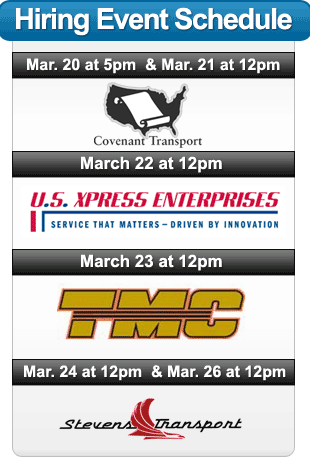 Hiring Event Schedule
Mar. 20 at 5pm & Mar. 21 at 12pm
Covenant Transport
March 22 at 12pm
U.S. XPRESS ENTERPRISES
SERVICE THAT MATTERS – DRIVEN BY INNOVATION
March 23 at 12pm
TMC
Mar. 24 at 12pm & Mar. 26 at 12pm
Stevens Transport